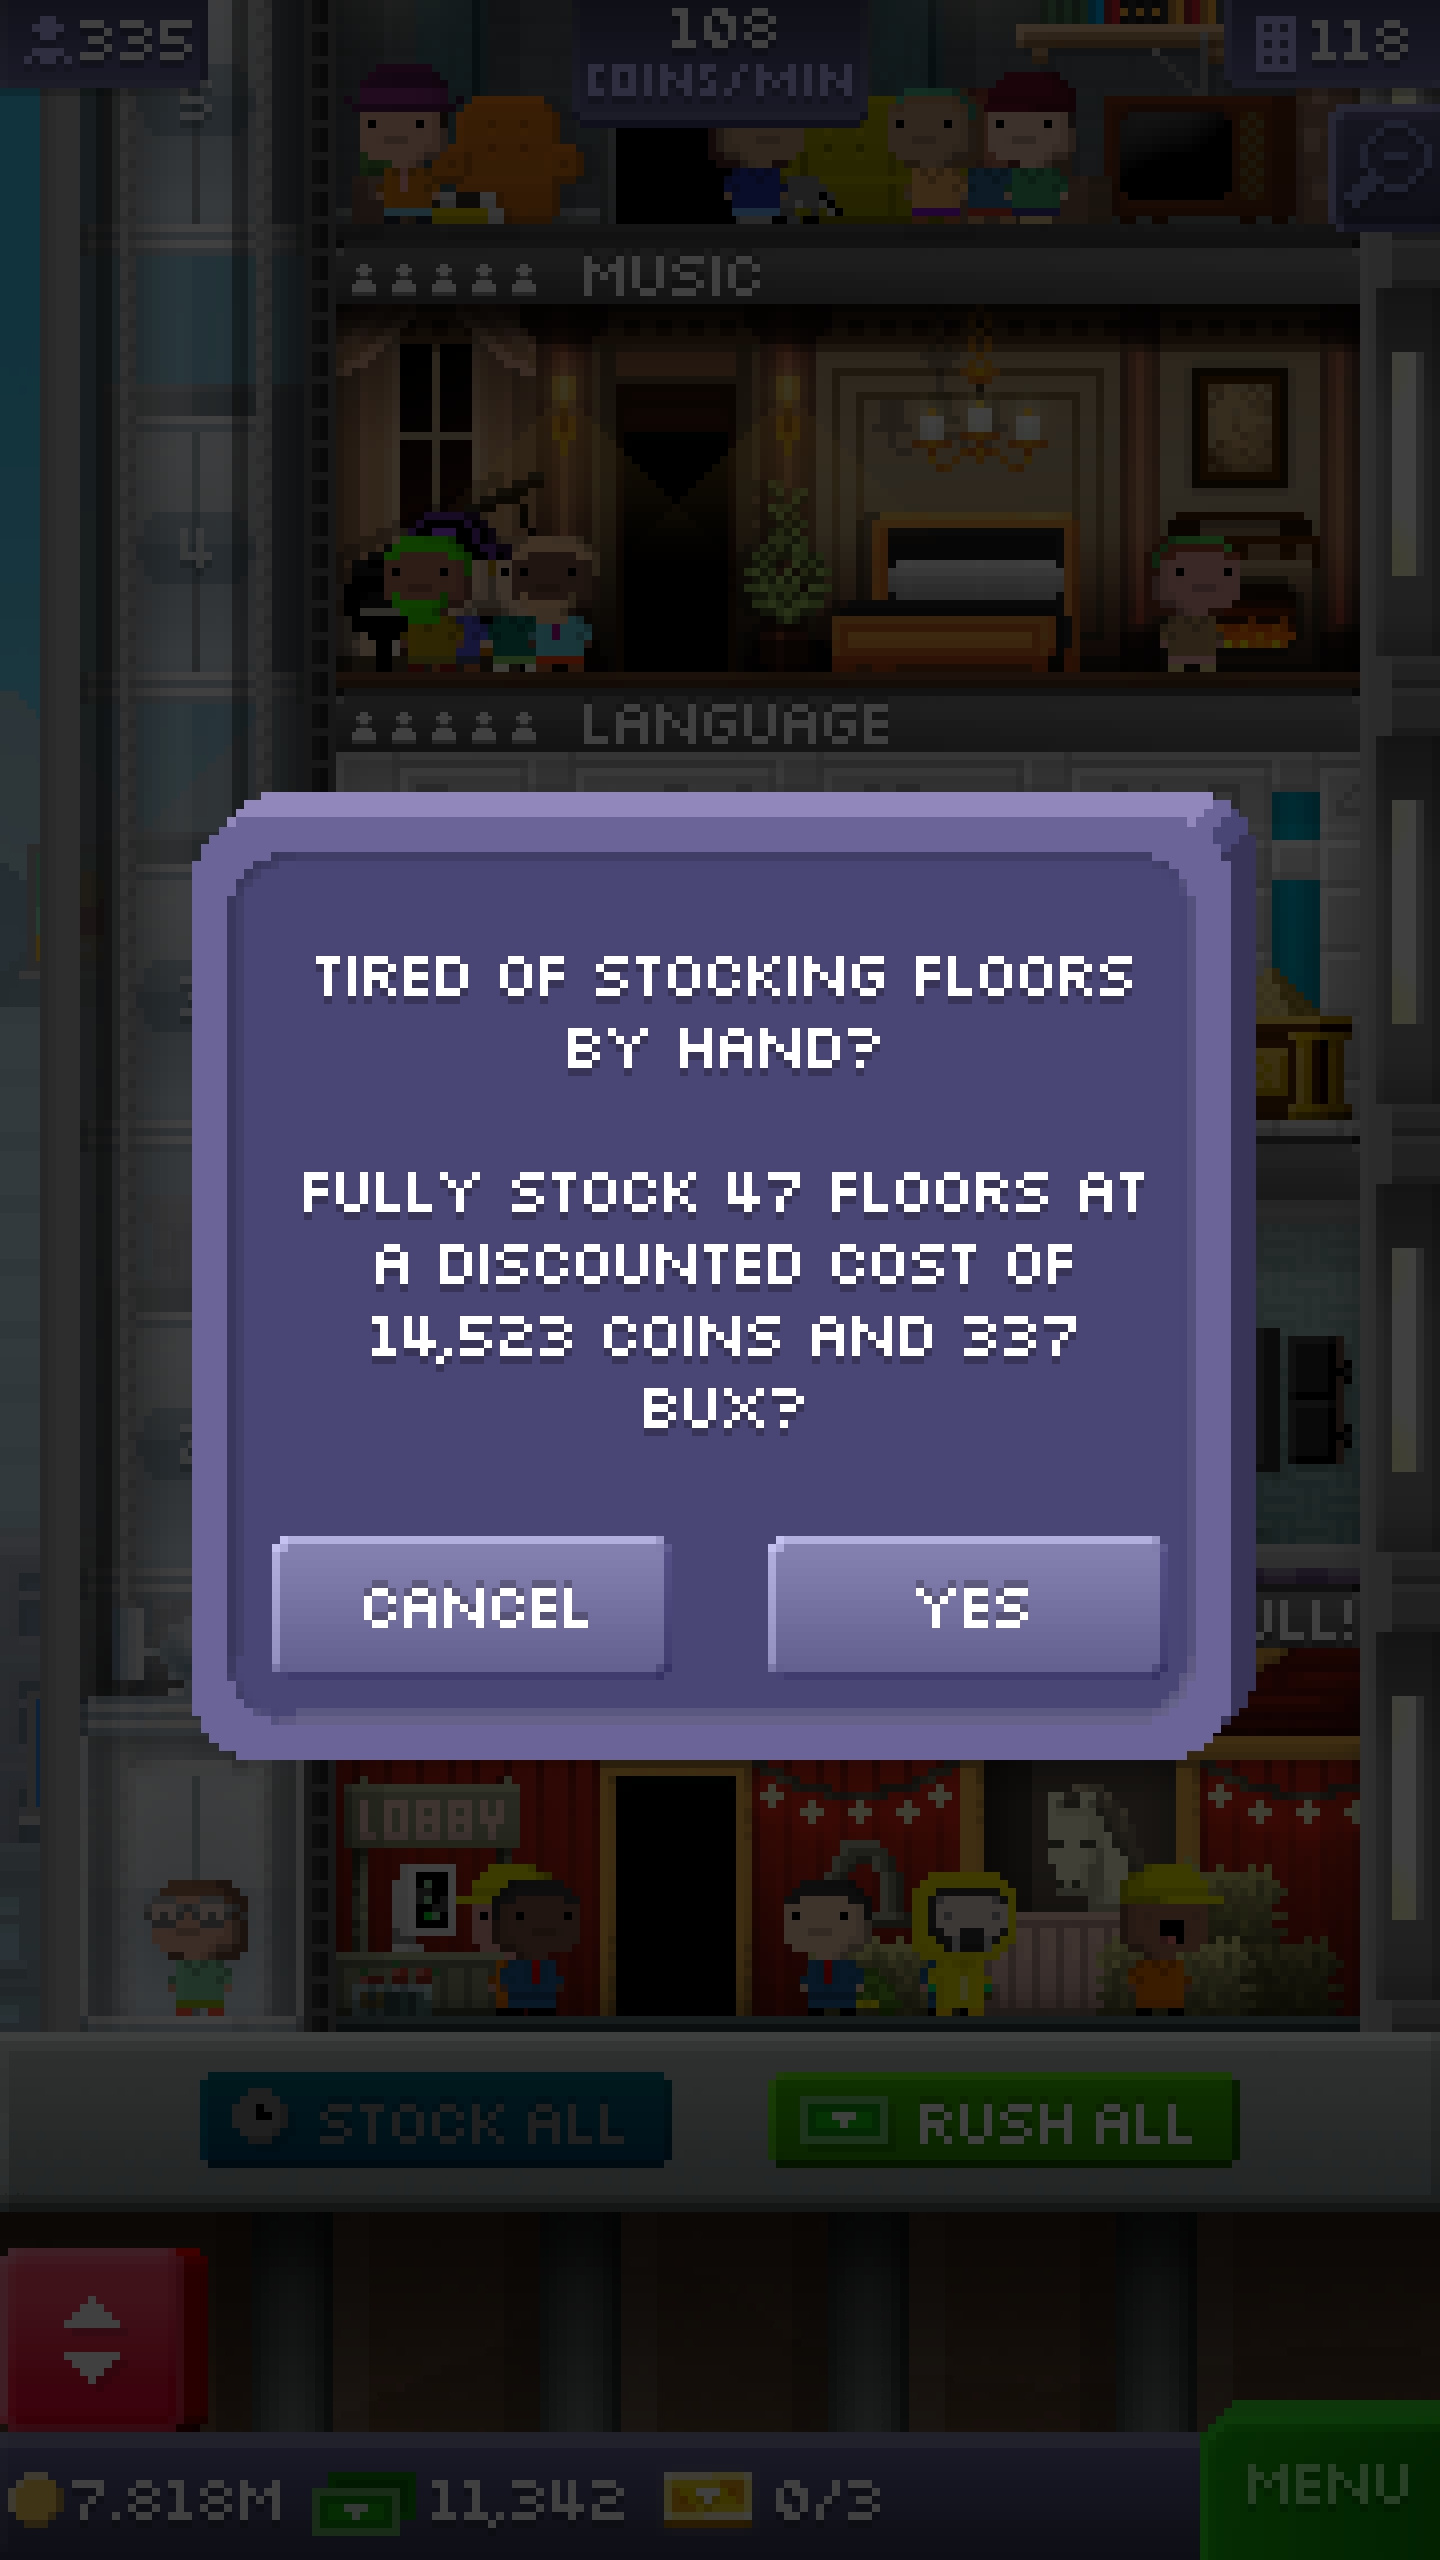 335
108
COINS/MIN
118
5
MUSIC
4
LANGUAGE
TIRED OF STOCKING FLOORS
BY HAND?
FULLY STOCK 47 FLOORS AT
A DISCOUNTED COST OF
14,523 COINS AND 337
BUX?
CANCEL
YES
LOBBY
STOCK ALL
RUSH ALL
7.818M
11,342
0/3
MENU